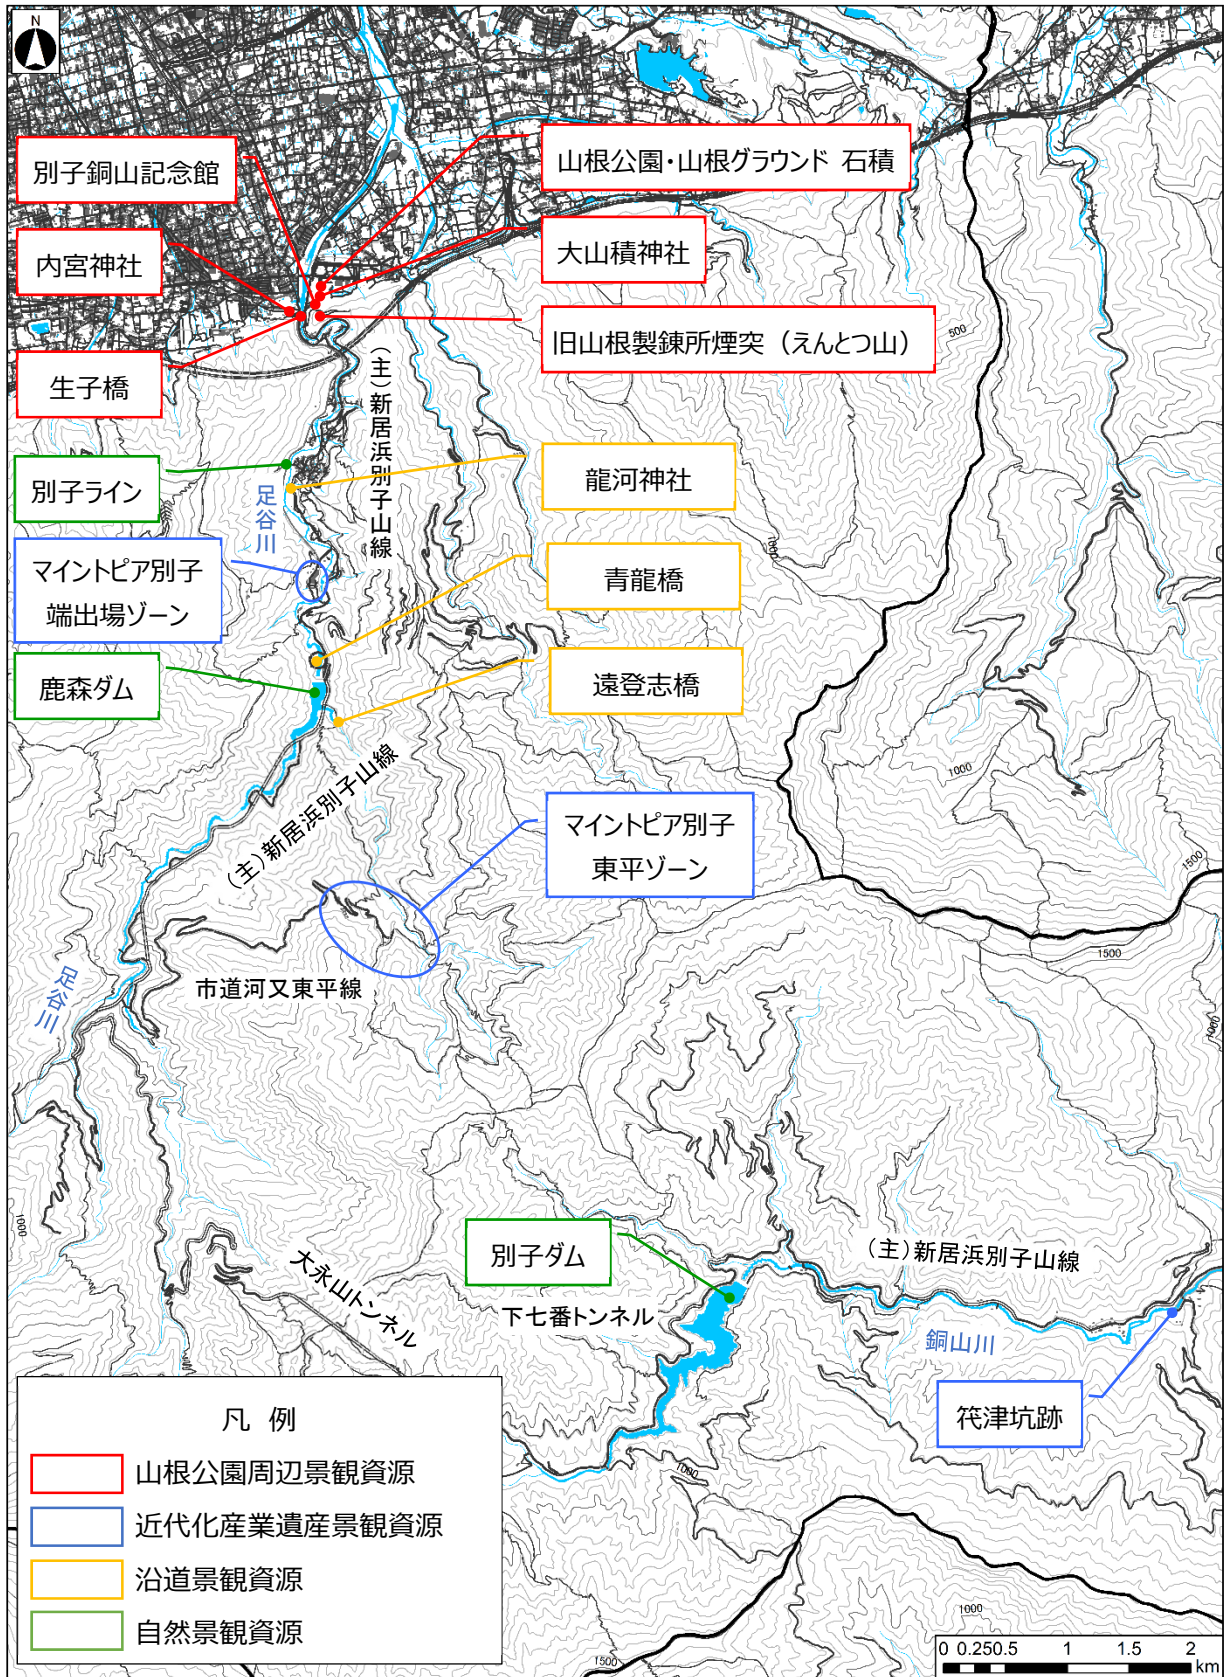 N
別子銅山記念館
山根公園・山根グラウンド 石積
内宮神社
大山積神社
旧山根製錬所煙突（えんとつ山）
生子橋
500
(主)新居浜別子山線
別子ライン
足谷川
龍河神社
1000
マイントピア別子
端出場ゾーン
青龍橋
鹿森ダム
遠登志橋
(主)新居浜別子山線
1000
マイントピア別子
東平ゾーン
1500
1500
足谷川
市道河又東平線
1000
1000
別子ダム
(主)新居浜別子山線
大永山トンネル
下七番トンネル
銅山川
筏津坑跡
1000
凡 例
山根公園周辺景観資源
近代化産業遺産景観資源
沿道景観資源
自然景観資源
1000
1500
0 0.25 0.5 1 1.5 2
km